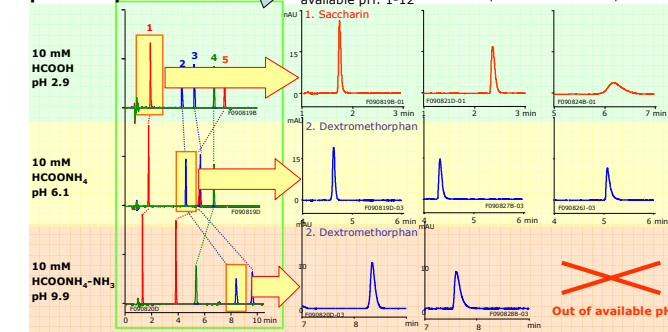 available pH: 1-12
10 mM
HCOOH
pH 2.9
1
2
3
4
5
F090819B
mAU
1. Saccharin
15
0
F090819B-01
1 2 3 min
F090821D-01
1 2 3 min
F090824B-01
5 6 7 min
10 mM
HCOONH4
pH 6.1
F090819D
mAU
2. Dextromethorphan
15
0
F090819D-03
4 5 6 min
F090827B-03
4 5 6 min
F090826J-03
4 5 6 min
10 mM
HCOONH4-NH3
pH 9.9
F090820D
0 2 4 6 8 10 min
mAU
2. Dextromethorphan
10
0
F090820D-03
7 8 min
mAU
10
0
F090828B-03
7 8 min
Out of available pH